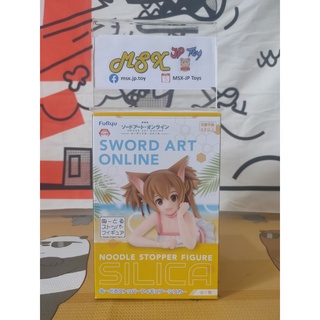 MSX JP Toy
msx.jp.toy
MSX-JP Toys
FuRyu
ソードアート・オンライン
SWORD ART
ONLINE
ぬーどる
ストッパー
フィギュア
NOODLE STOPPER FIGURE
SILICA